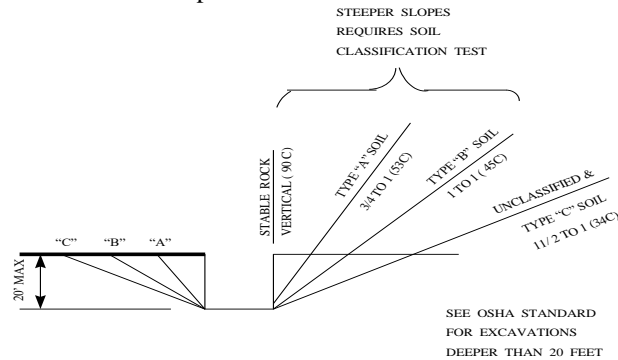 STEEPER SLOPES
REQUIRES SOIL
CLASSIFICATION TEST
STABLE ROCK
VERTICAL ( 90 C )
TYPE "A" SOIL
3/4 TO 1 (53C)
TYPE "B" SOIL
1 TO 1 ( 45C)
UNCLASSIFIED &
TYPE "C" SOIL
11/ 2 TO 1 (34C)
"C" "B" "A"
20' MAX
SEE OSHA STANDARD
FOR EXCAVATIONS
DEEPER THAN 20 FEET